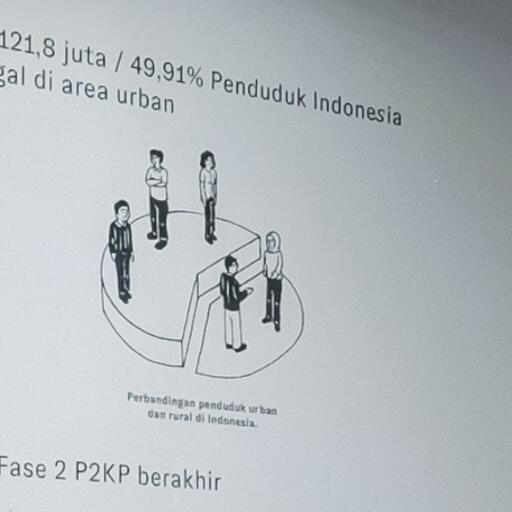 121,8 juta / 49,91% Penduduk Indonesia
gal di area urban
Perbandingan penduduk urban
dan rural di Indonesia.
Fase 2 P2KP berakhir